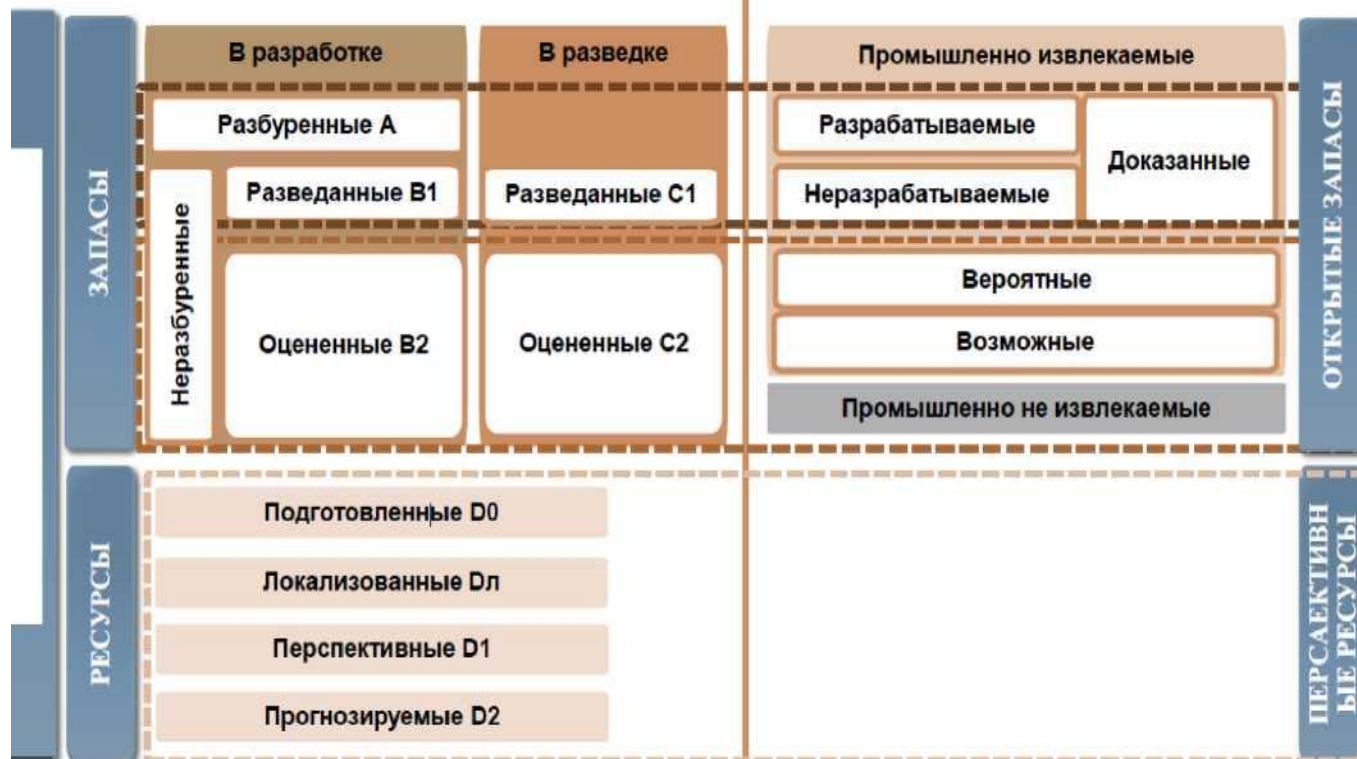 ЗАПАСЫ
В разработке
Разбуренные А
Неразбуренные
Разведанные В1
Оцененные В2
В разведке
Разведанные С1
Оцененные С2
Промышленно извлекаемые
Разрабатываемые
Неразрабатываемые
Доказанные
Вероятные
Возможные
Промышленно не извлекаемые
ОТКРЫТЫЕ ЗАПАСЫ
РЕСУРСЫ
Подготовленные D0
Локализованные Dл
Перспективные D1
Прогнозируемые D2
ПЕРСАЕКТИВН
ЫЕ РЕСУРСЫ